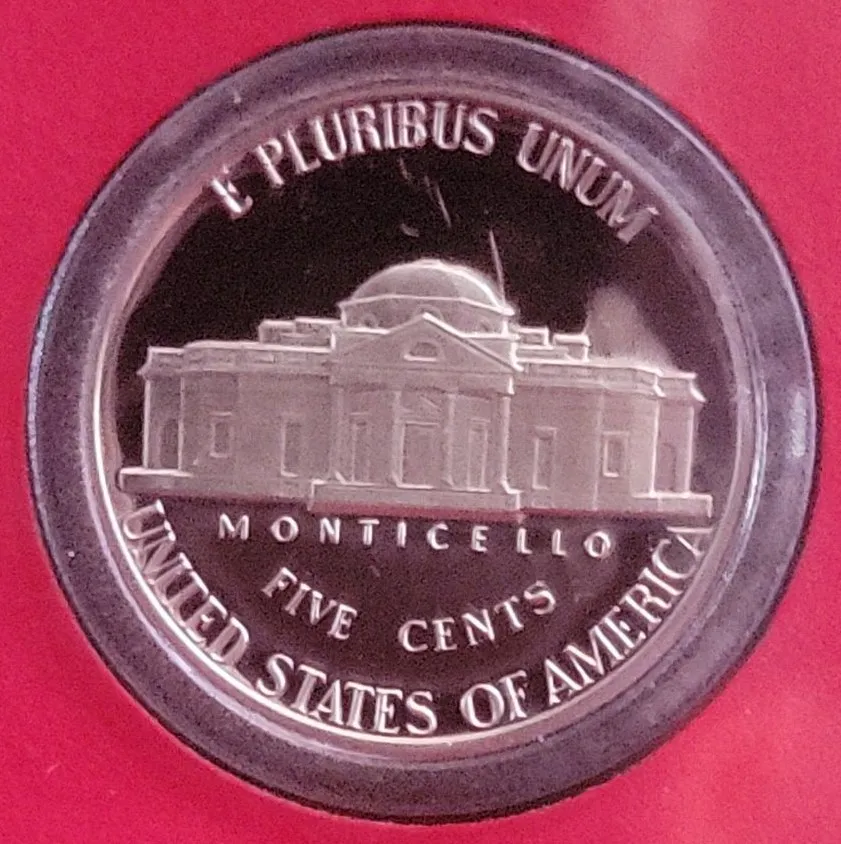 E PLURIBUS UNUM
MONTICELLO
FIVE CENTS
UNITED STATES OF AMERICA